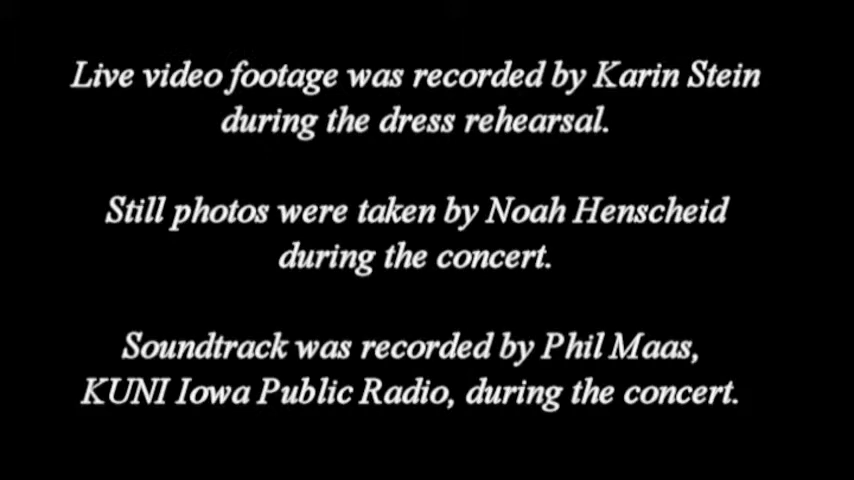 Live video footage was recorded by Karin Stein
during the dress rehearsal.
Still photos were taken by Noah Henscheid
during the concert.
Soundtrack was recorded by Phil Maas,
KUNI Iowa Public Radio, during the concert.